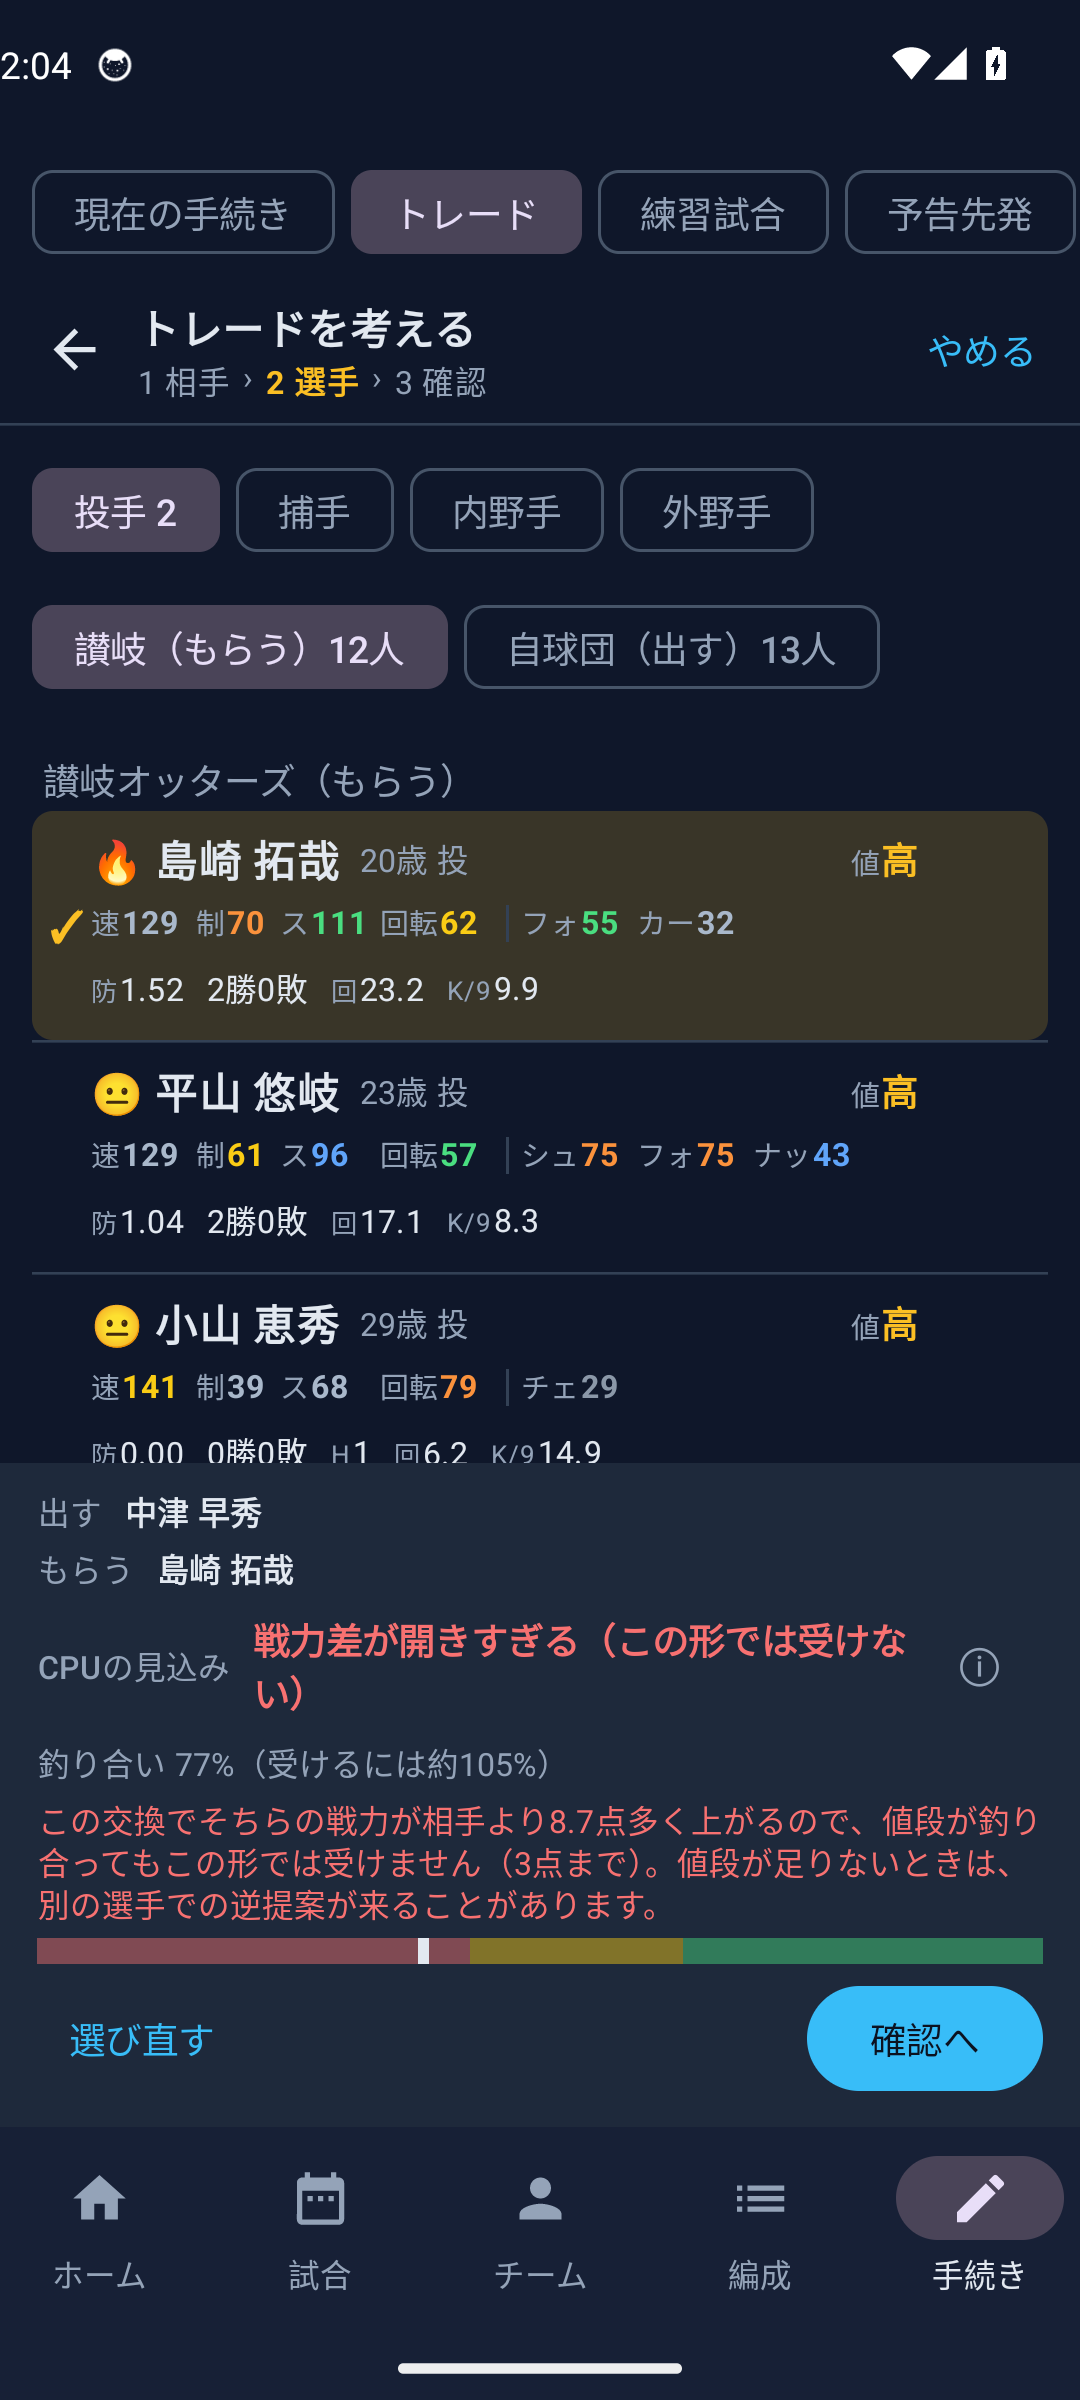 2:04
現在の手続き トレード 練習試合 予告先発
トレードを考える
1 相手 › 2 選手 › 3 確認
やめる
投手 2 捕手 内野手 外野手
讃岐（もらう）12人 自球団（出す）13人
讃岐オッターズ（もらう）
🔥 島崎 拓哉 20歳 投 値高
✓ 速129 制70 ス111 回転62 フォ55 カー32
防1.52 2勝0敗 回23.2 K/9 9.9
😐 平山 悠岐 23歳 投 値高
速129 制61 ス96 回転57 シュ75 フォ75 ナッ43
防1.04 2勝0敗 回17.1 K/9 8.3
😐 小山 恵秀 29歳 投 値高
速141 制39 ス68 回転79 チェ29
防0.00 0勝0敗 H1 回6.2 K/9 14.9
出す 中津 早秀
もらう 島崎 拓哉
CPUの見込み 戦力差が開きすぎる（この形では受けな
い）
釣り合い 77%（受けるには約105%）
この交換でそちらの戦力が相手より8.7点多く上がるので、値段が釣り
合ってもこの形では受けません（3点まで）。値段が足りないときは、
別の選手での逆提案が来ることがあります。
選び直す 確認へ
ホーム 試合 チーム 編成 手続き